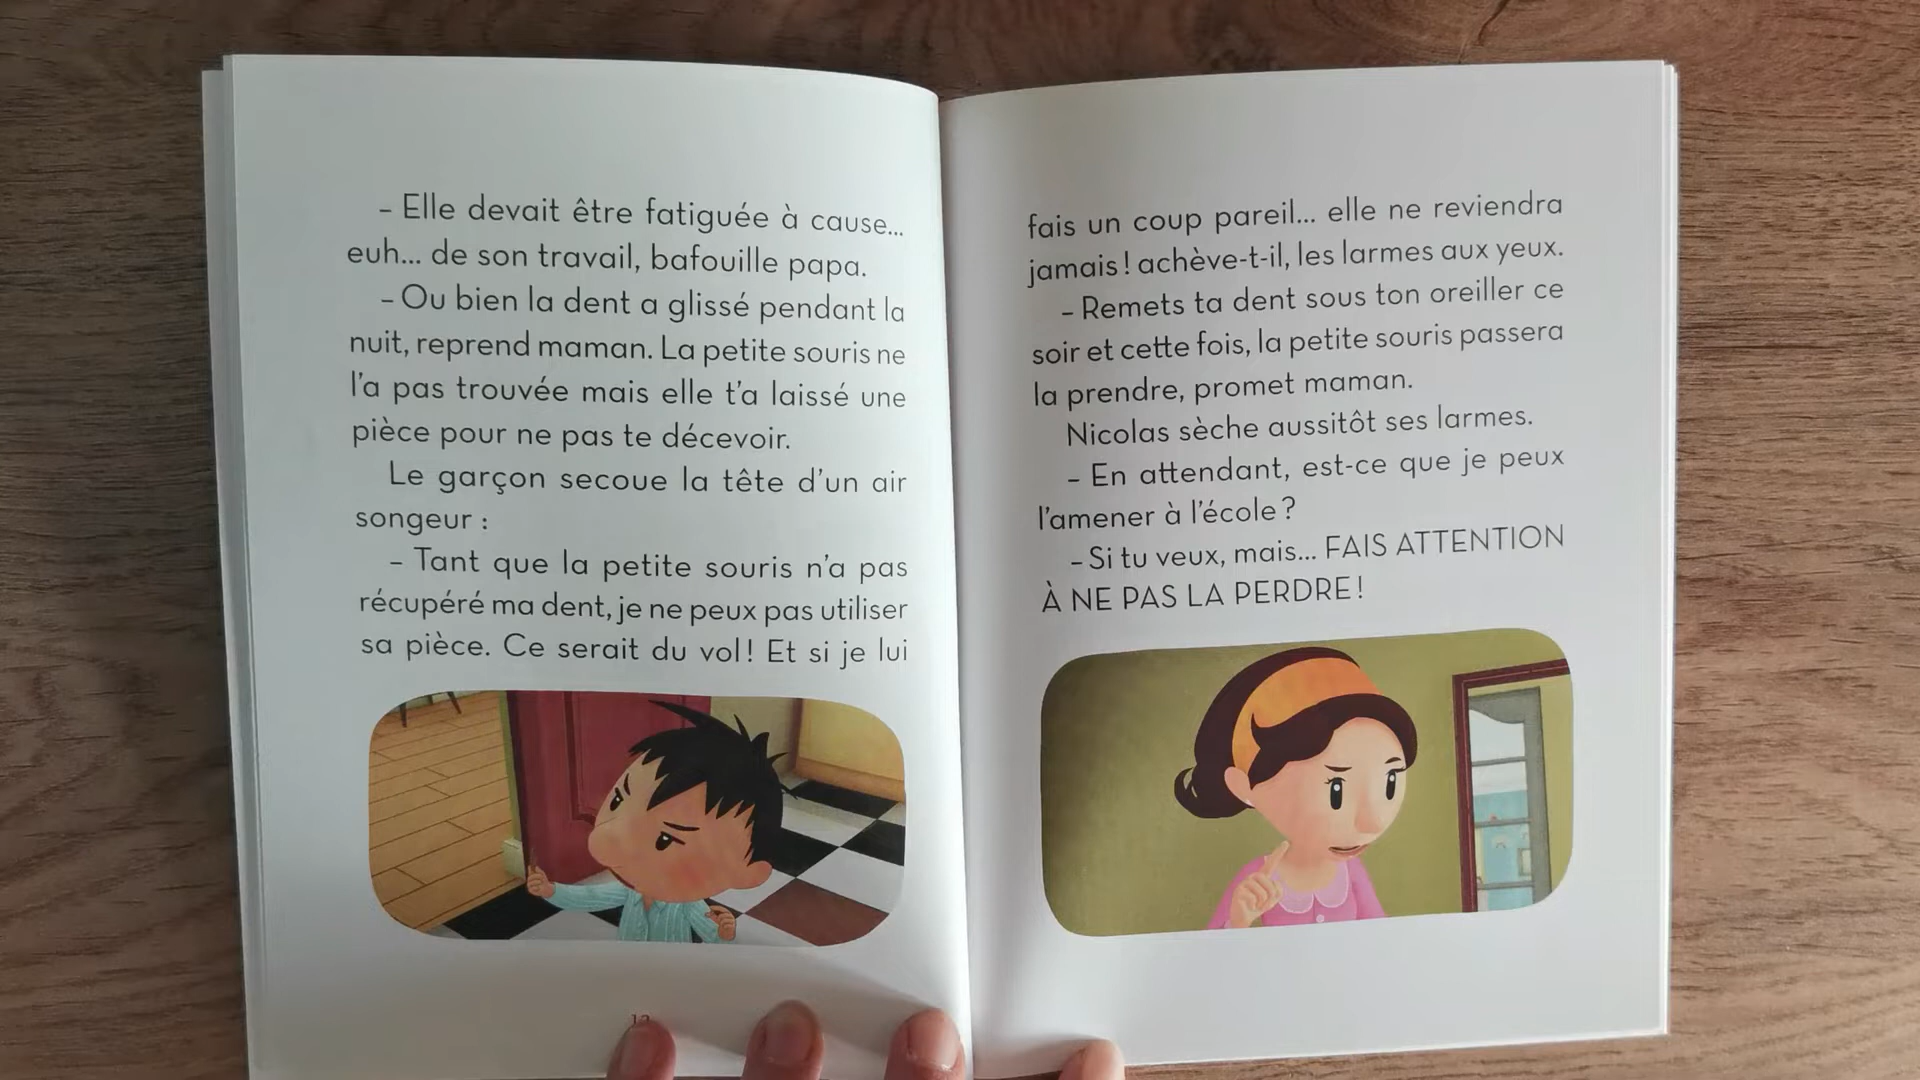 – Elle devait être fatiguée à cause...
euh... de son travail, bafouille papa.
– Ou bien la dent a glissé pendant la
nuit, reprend maman. La petite souris ne
l'a pas trouvée mais elle t'a laissé une
pièce pour ne pas te décevoir.
Le garçon secoue la tête d'un air
songeur :
– Tant que la petite souris n'a pas
récupéré ma dent, je ne peux pas utiliser
sa pièce. Ce serait du vol ! Et si je lui
fais un coup pareil... elle ne reviendra
jamais ! achève-t-il, les larmes aux yeux.
– Remets ta dent sous ton oreiller ce
soir et cette fois, la petite souris passera
la prendre, promet maman.
Nicolas sèche aussitôt ses larmes.
– En attendant, est-ce que je peux
l'amener à l'école ?
– Si tu veux, mais... FAIS ATTENTION
À NE PAS LA PERDRE !